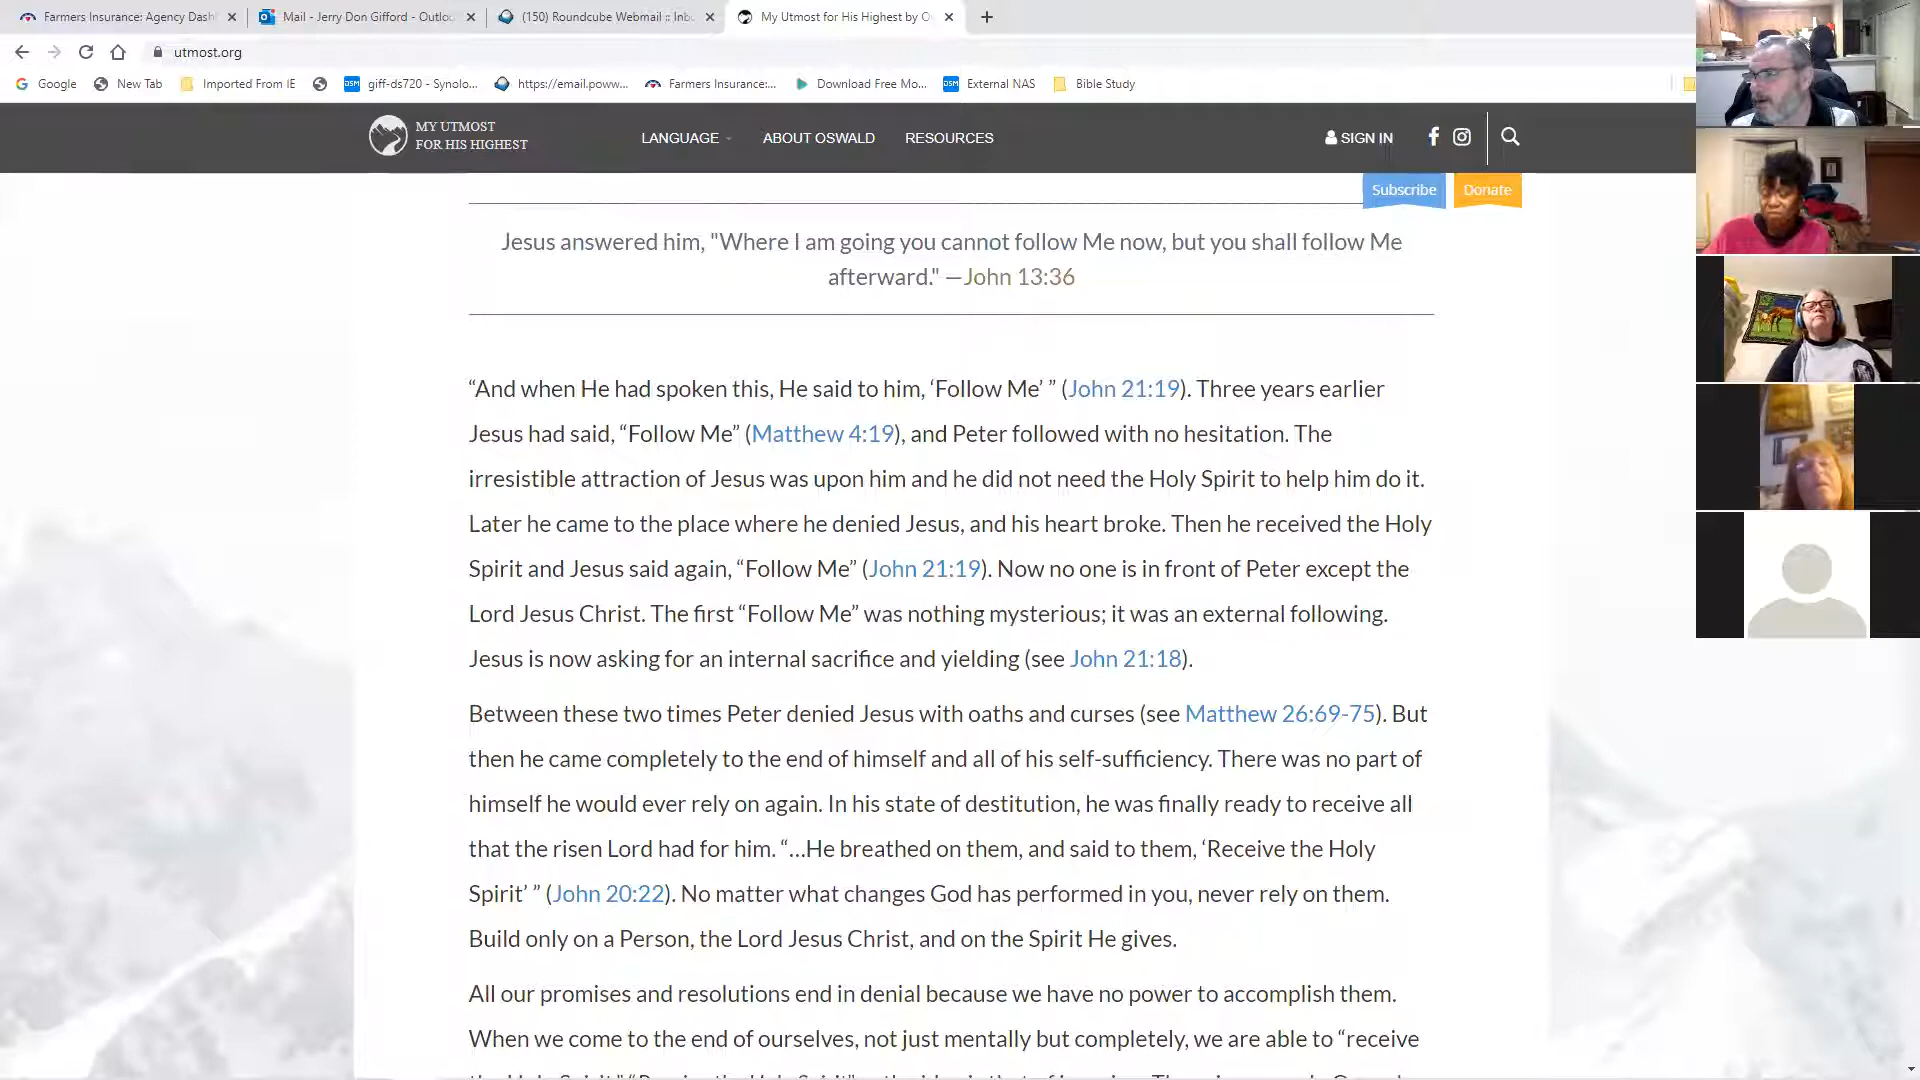 Farmers Insurance: Agency Dash
Mail - Jerry Don Gifford - Outlo
(150) Roundcube Webmail :: Inb
My Utmost for His Highest by O
utmost.org
Google
New Tab
Imported From IE
giff-ds720 - Synolo...
https://email.poww...
Farmers Insurance:...
Download Free Mo...
External NAS
Bible Study
MY UTMOST
FOR HIS HIGHEST
LANGUAGE
ABOUT OSWALD
RESOURCES
SIGN IN
Subscribe
Donate
Jesus answered him, "Where I am going you cannot follow Me now, but you shall follow Me
afterward." —John 13:36
“And when He had spoken this, He said to him, ‘Follow Me’ ” (John 21:19). Three years earlier
Jesus had said, “Follow Me” (Matthew 4:19), and Peter followed with no hesitation. The
irresistible attraction of Jesus was upon him and he did not need the Holy Spirit to help him do it.
Later he came to the place where he denied Jesus, and his heart broke. Then he received the Holy
Spirit and Jesus said again, “Follow Me” (John 21:19). Now no one is in front of Peter except the
Lord Jesus Christ. The first “Follow Me” was nothing mysterious; it was an external following.
Jesus is now asking for an internal sacrifice and yielding (see John 21:18).
Between these two times Peter denied Jesus with oaths and curses (see Matthew 26:69-75). But
then he came completely to the end of himself and all of his self-sufficiency. There was no part of
himself he would ever rely on again. In his state of destitution, he was finally ready to receive all
that the risen Lord had for him. “…He breathed on them, and said to them, ‘Receive the Holy
Spirit’ ” (John 20:22). No matter what changes God has performed in you, never rely on them.
Build only on a Person, the Lord Jesus Christ, and on the Spirit He gives.
All our promises and resolutions end in denial because we have no power to accomplish them.
When we come to the end of ourselves, not just mentally but completely, we are able to “receive